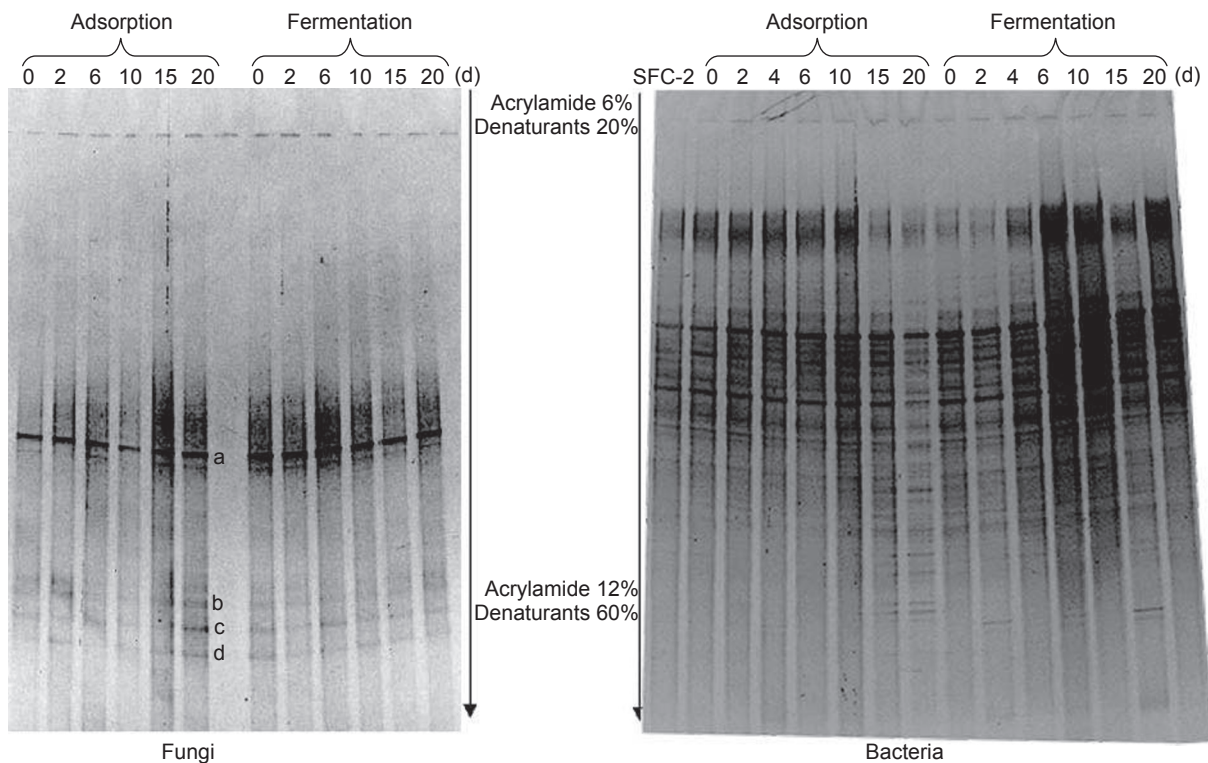 Adsorption Fermentation
0 2 6 10 15 20 0 2 6 10 15 20 (d)
a
b
c
d
Fungi
Acrylamide 6%
Denaturants 20%
Acrylamide 12%
Denaturants 60%
Adsorption Fermentation
SFC-2 0 2 4 6 10 15 20 0 2 4 6 10 15 20 (d)
Bacteria